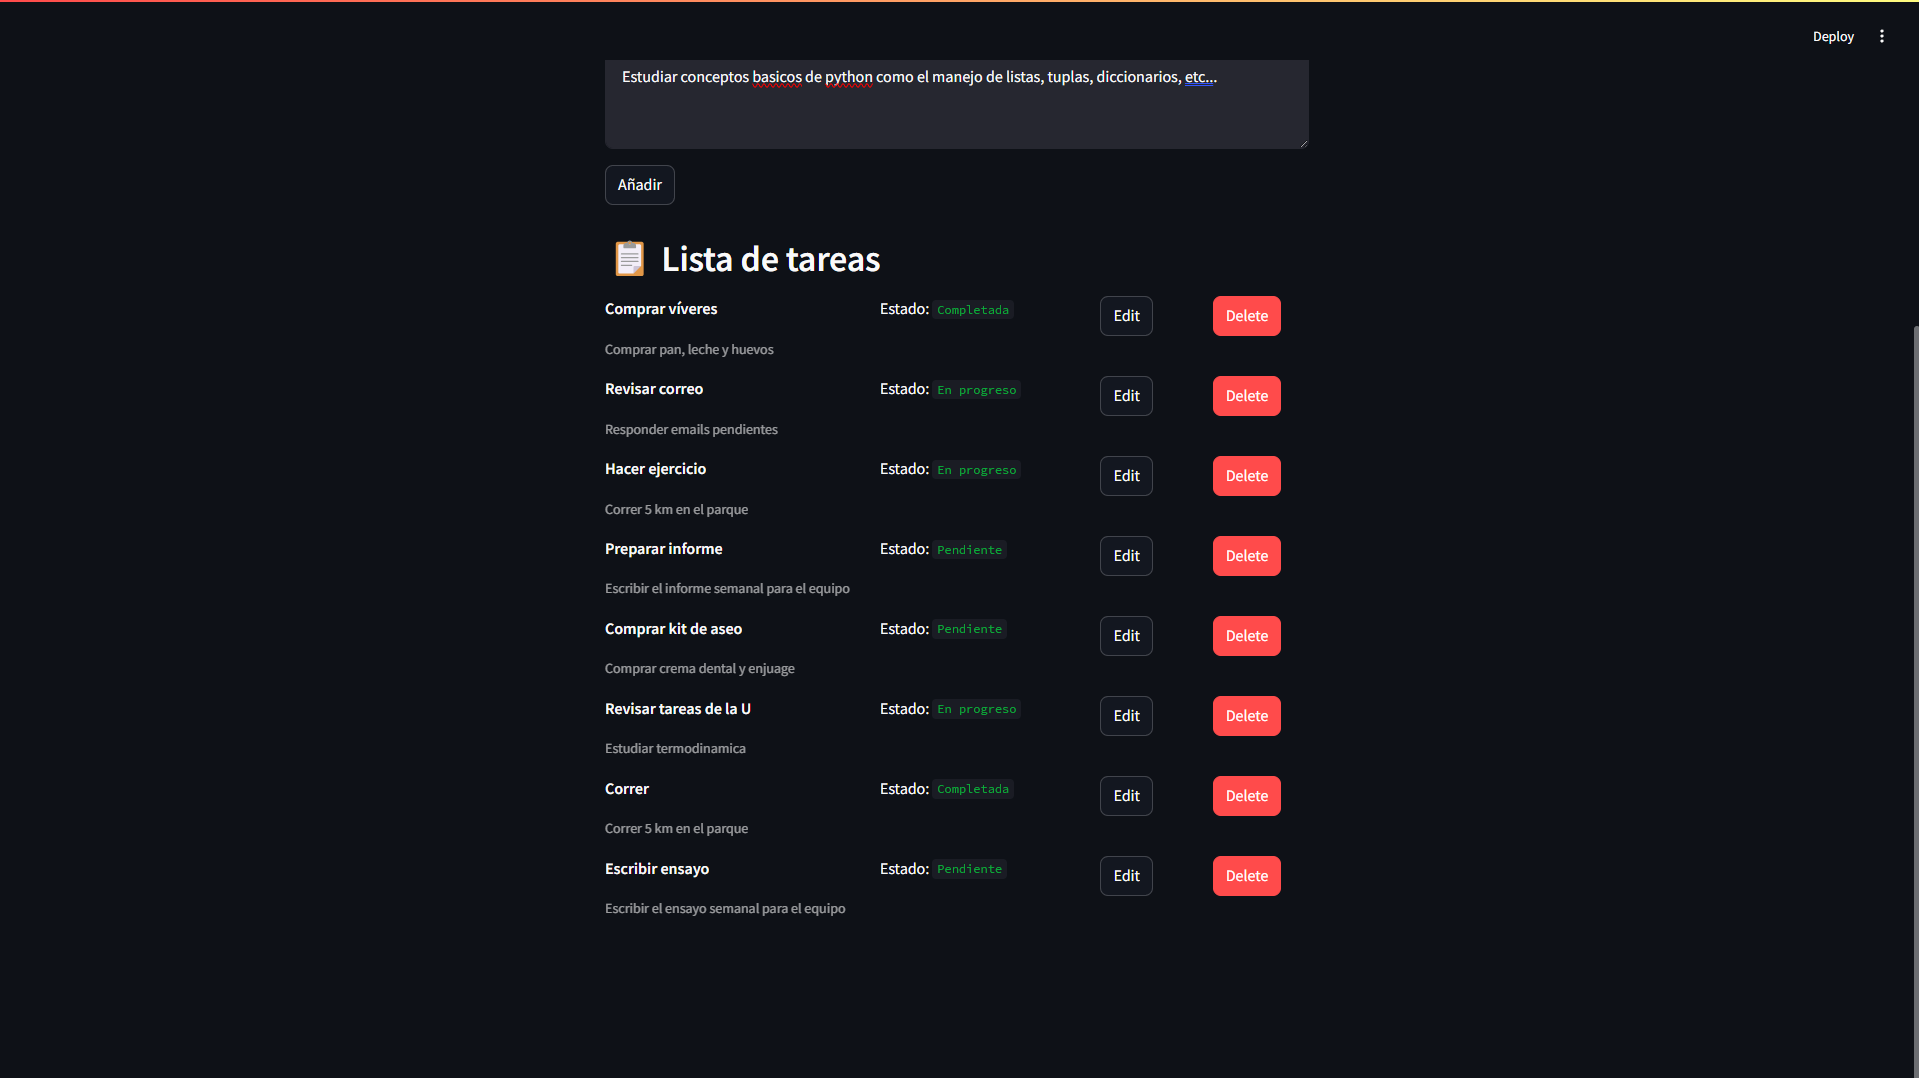 Deploy
Estudiar conceptos basicos de python como el manejo de listas, tuplas, diccionarios, etc...
Añadir
Lista de tareas
Comprar víveres Estado: Completada Edit Delete
Comprar pan, leche y huevos
Revisar correo Estado: En progreso Edit Delete
Responder emails pendientes
Hacer ejercicio Estado: En progreso Edit Delete
Correr 5 km en el parque
Preparar informe Estado: Pendiente Edit Delete
Escribir el informe semanal para el equipo
Comprar kit de aseo Estado: Pendiente Edit Delete
Comprar crema dental y enjuage
Revisar tareas de la U Estado: En progreso Edit Delete
Estudiar termodinamica
Correr Estado: Completada Edit Delete
Correr 5 km en el parque
Escribir ensayo Estado: Pendiente Edit Delete
Escribir el ensayo semanal para el equipo